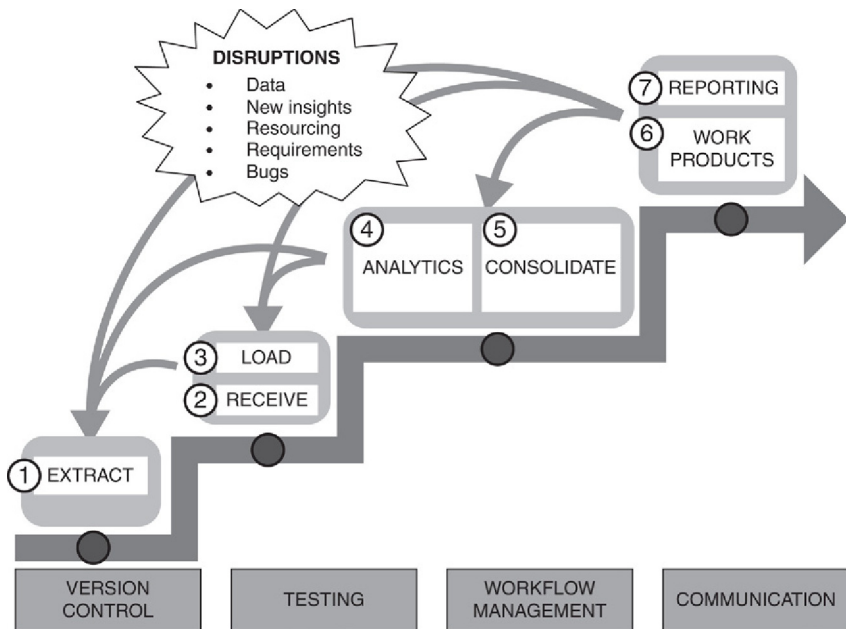 DISRUPTIONS
• Data
• New insights
• Resourcing
• Requirements
• Bugs
7 REPORTING
6 WORK
PRODUCTS
4 ANALYTICS
5 CONSOLIDATE
3 LOAD
2 RECEIVE
1 EXTRACT
VERSION
CONTROL
TESTING
WORKFLOW
MANAGEMENT
COMMUNICATION